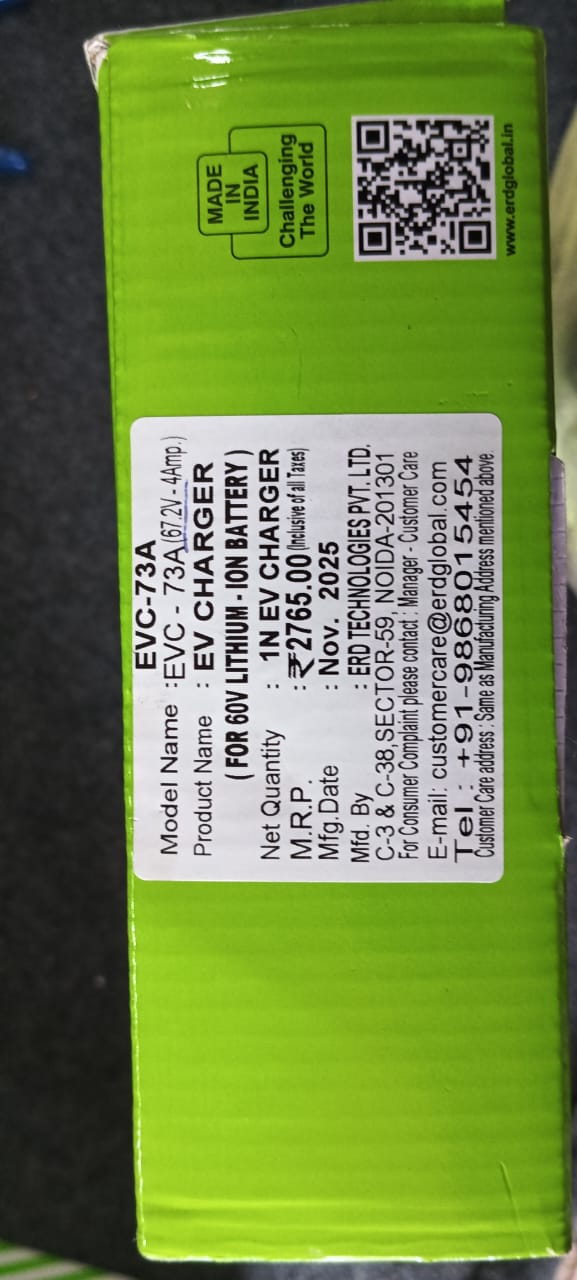 EVC-73A
Model Name : EVC - 73A (67.2V - 4Amp.)
Product Name : EV CHARGER
( FOR 60V LITHIUM - ION BATTERY )
Net Quantity : 1N EV CHARGER
M.R.P. : ₹2765.00 (Inclusive of all Taxes)
Mfg.Date : Nov. 2025
Mfd. By : ERD TECHNOLOGIES PVT. LTD.
C-3 & C-38,SECTOR-59, NOIDA-201301
For Consumer Complaint please contact : Manager - Customer Care
E-mail: customercare@erdglobal.com
Tel : +91-9868015454
Customer Care address : Same as Manufacturing Address mentioned above.
MADE
IN
INDIA
Challenging
The World
www.erdglobal.in